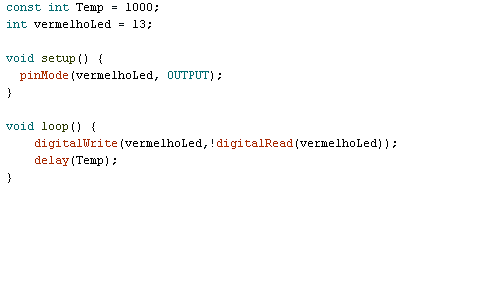 const int Temp = 1000;
int vermelhoLed = 13;
void setup() {
pinMode(vermelhoLed, OUTPUT);
}
void loop() {
digitalWrite(vermelhoLed,!digitalRead(vermelhoLed));
delay(Temp);
}